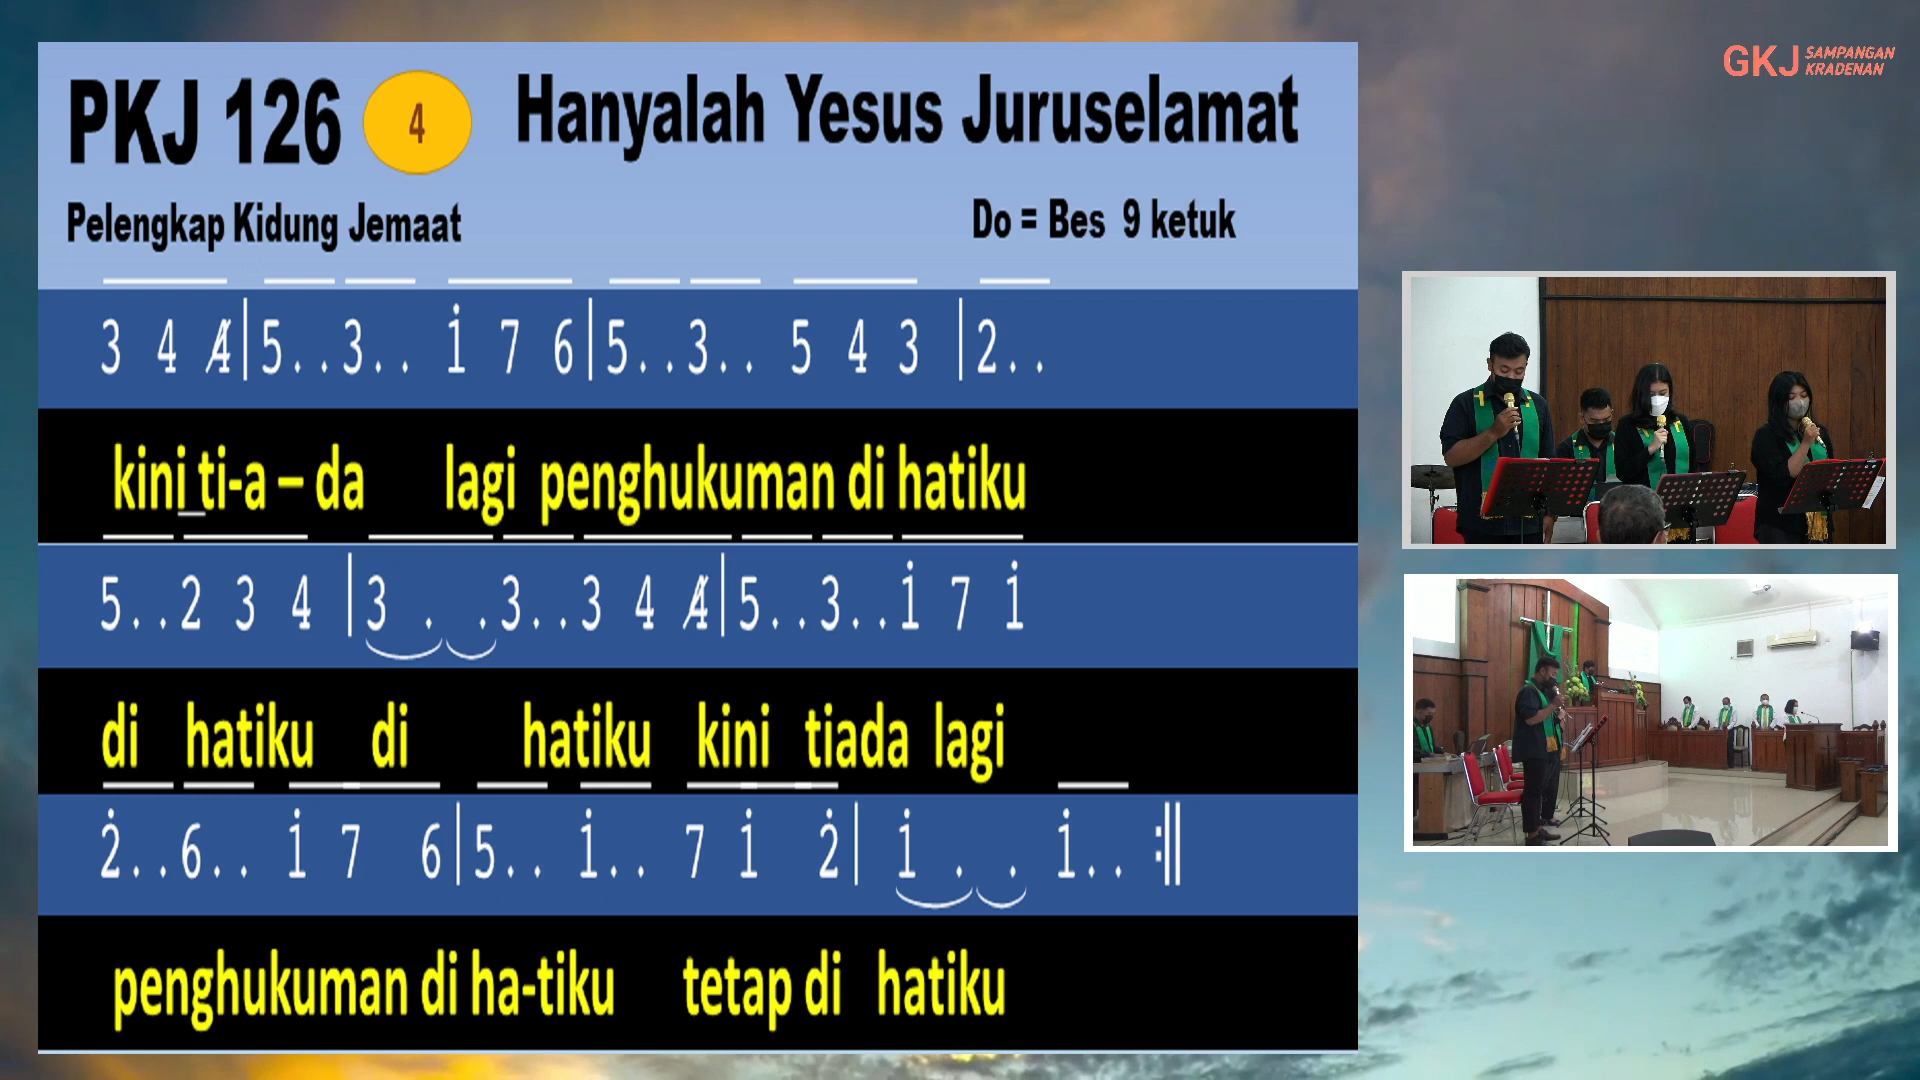 PKJ 126 4 Hanyalah Yesus Juruselamat
Pelengkap Kidung Jemaat Do = Bes 9 ketuk
3 4 4̸|5..3.. i 7 6|5..3.. 5 4 3 |2..
kini ti-a – da lagi penghukuman di hatiku
5..2 3 4 |3 . .3..3 4 4̸|5..3..i 7 i
di hatiku di hatiku kini tiada lagi
2̇..6.. i 7 6|5.. i.. 7 i 2̇| i . . i.. :||
penghukuman di ha-tiku tetap di hatiku
GKJ SAMPANGAN
KRADENAN